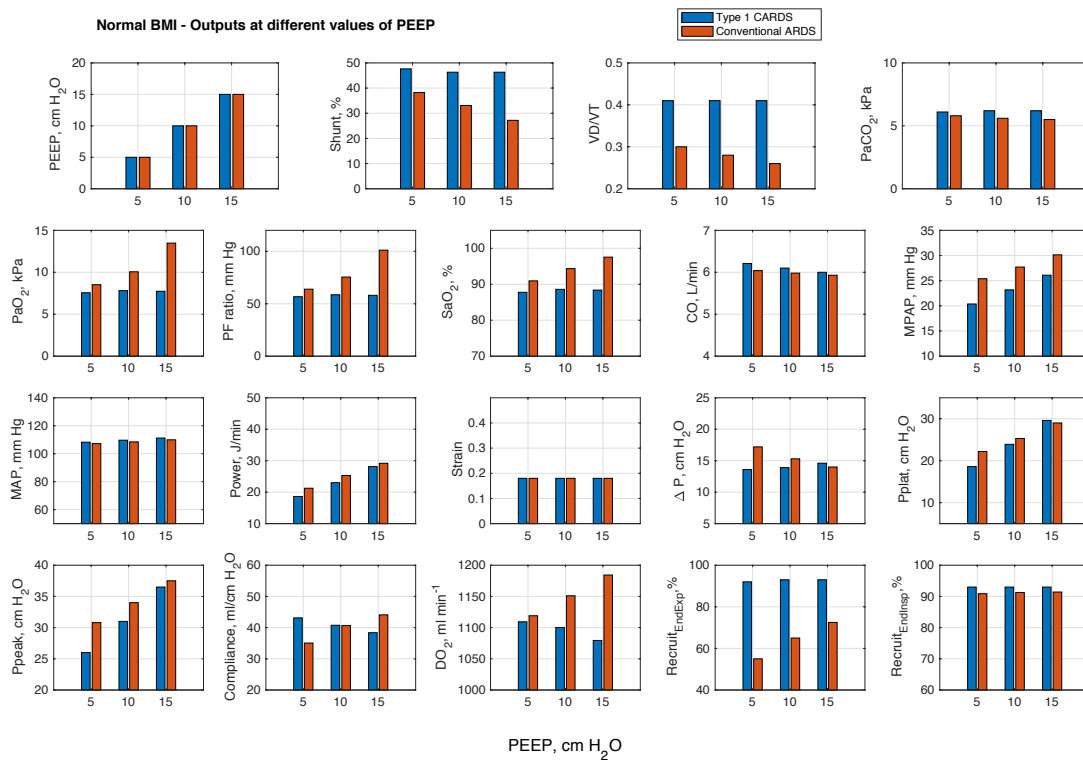 Normal BMI - Outputs at different values of PEEP
Type 1 CARDS
Conventional ARDS
PEEP, cm H2O
20
15
10
5
0
5 10 15
Shunt, %
50
40
30
20
10
0
5 10 15
VD/VT
0.5
0.4
0.3
0.2
5 10 15
PaCO2, kPa
10
5
0
5 10 15
PaO2, kPa
15
10
5
0
5 10 15
PF ratio, mm Hg
100
50
0
5 10 15
SaO2, %
100
90
80
70
5 10 15
CO, L/min
7
6
5
4
5 10 15
MPAP, mm Hg
35
30
25
20
15
10
5 10 15
MAP, mm Hg
140
120
100
80
60
5 10 15
Power, J/min
50
40
30
20
10
5 10 15
Strain
0.4
0.3
0.2
0.1
0
5 10 15
Δ P, cm H2O
25
20
15
10
5
5 10 15
Pplat, cm H2O
30
20
5 10 15
Ppeak, cm H2O
40
35
30
25
20
5 10 15
Compliance, ml/cm H2O
60
50
40
30
20
5 10 15
DO2, ml min-1
1200
1100
1000
5 10 15
RecruitEndExp,%
100
80
60
40
5 10 15
RecruitEndInsp,%
100
90
80
70
60
5 10 15
PEEP, cm H2O